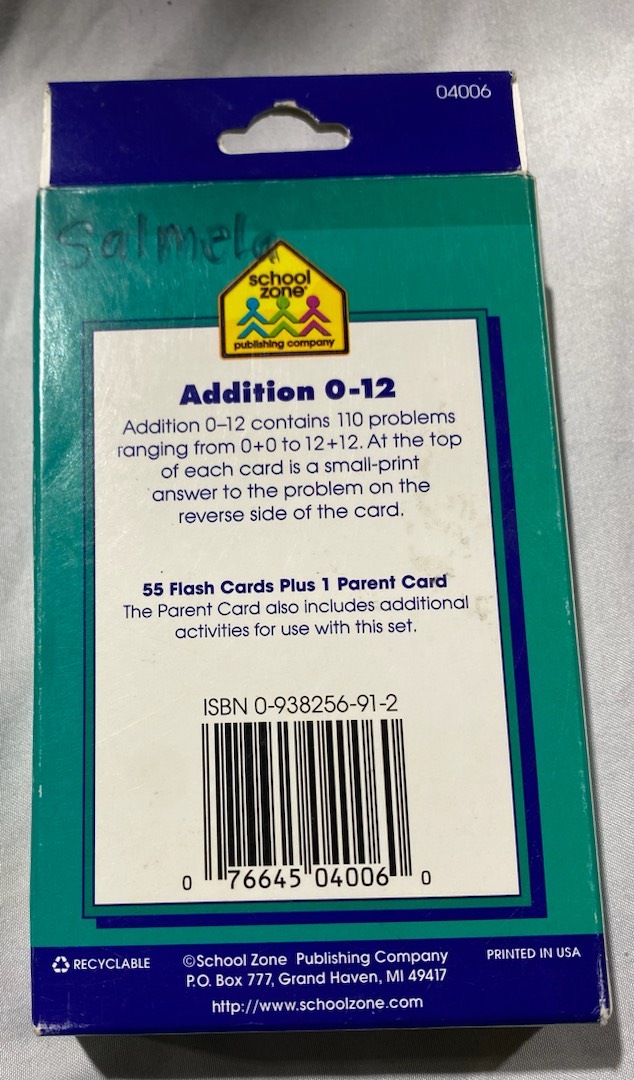 04006
Salmela
school
zone®
publishing company
Addition 0-12
Addition 0–12 contains 110 problems
ranging from 0+0 to 12+12. At the top
of each card is a small-print
answer to the problem on the
reverse side of the card.
55 Flash Cards Plus 1 Parent Card
The Parent Card also includes additional
activities for use with this set.
ISBN 0-938256-91-2
0 76645 04006 0
RECYCLABLE
©School Zone Publishing Company
PRINTED IN USA
P.O. Box 777, Grand Haven, MI 49417
http://www.schoolzone.com